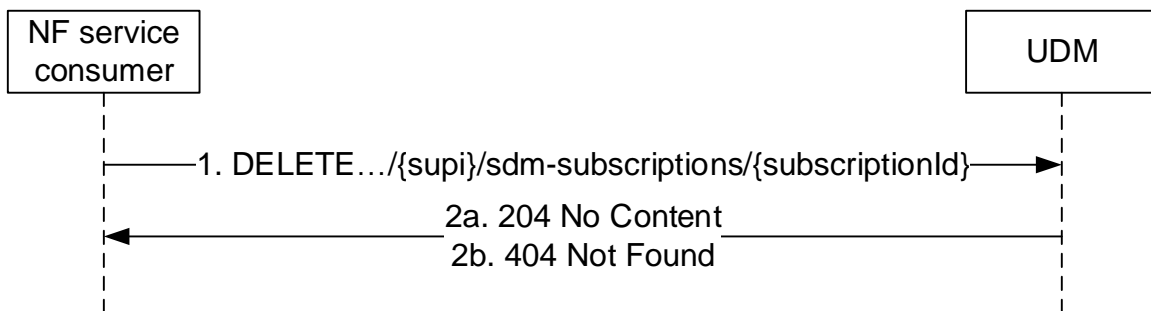 NF service
consumer
UDM
1. DELETE…/{supi}/sdm-subscriptions/{subscriptionId}
2a. 204 No Content
2b. 404 Not Found